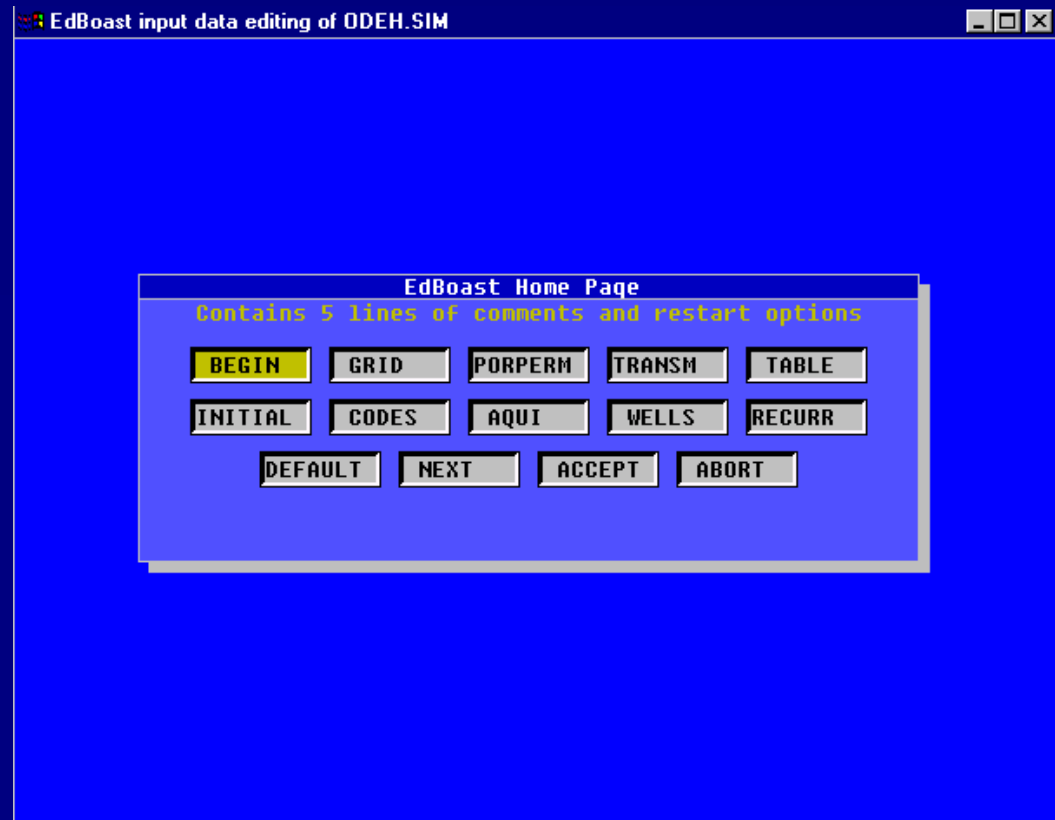 EdBoast input data editing of ODEH.SIM
EdBoast Home Page
Contains 5 lines of comments and restart options
BEGIN GRID PORPERM TRANSM TABLE
INITIAL CODES AQUI WELLS RECURR
DEFAULT NEXT ACCEPT ABORT